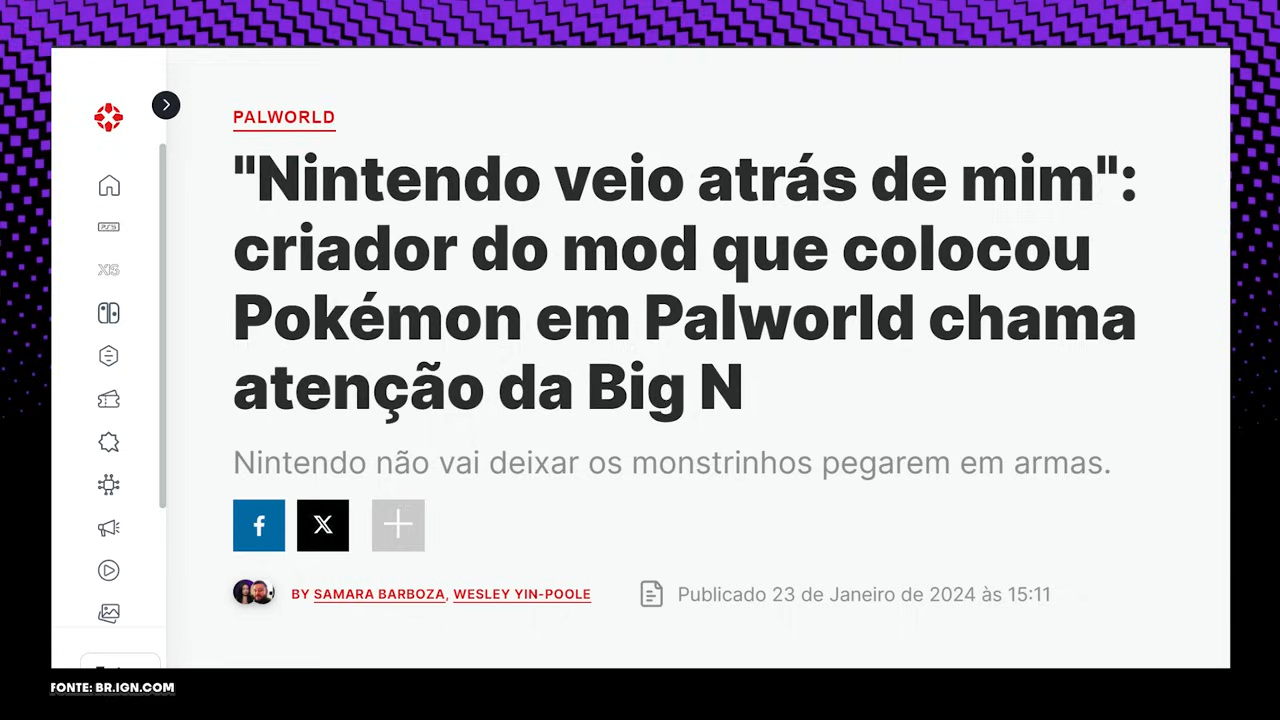 PALWORLD
"Nintendo veio atrás de mim":
criador do mod que colocou
Pokémon em Palworld chama
atenção da Big N
Nintendo não vai deixar os monstrinhos pegarem em armas.
BY SAMARA BARBOZA, WESLEY YIN-POOLE
Publicado 23 de Janeiro de 2024 às 15:11
PS5
X|S
FONTE: BR.IGN.COM